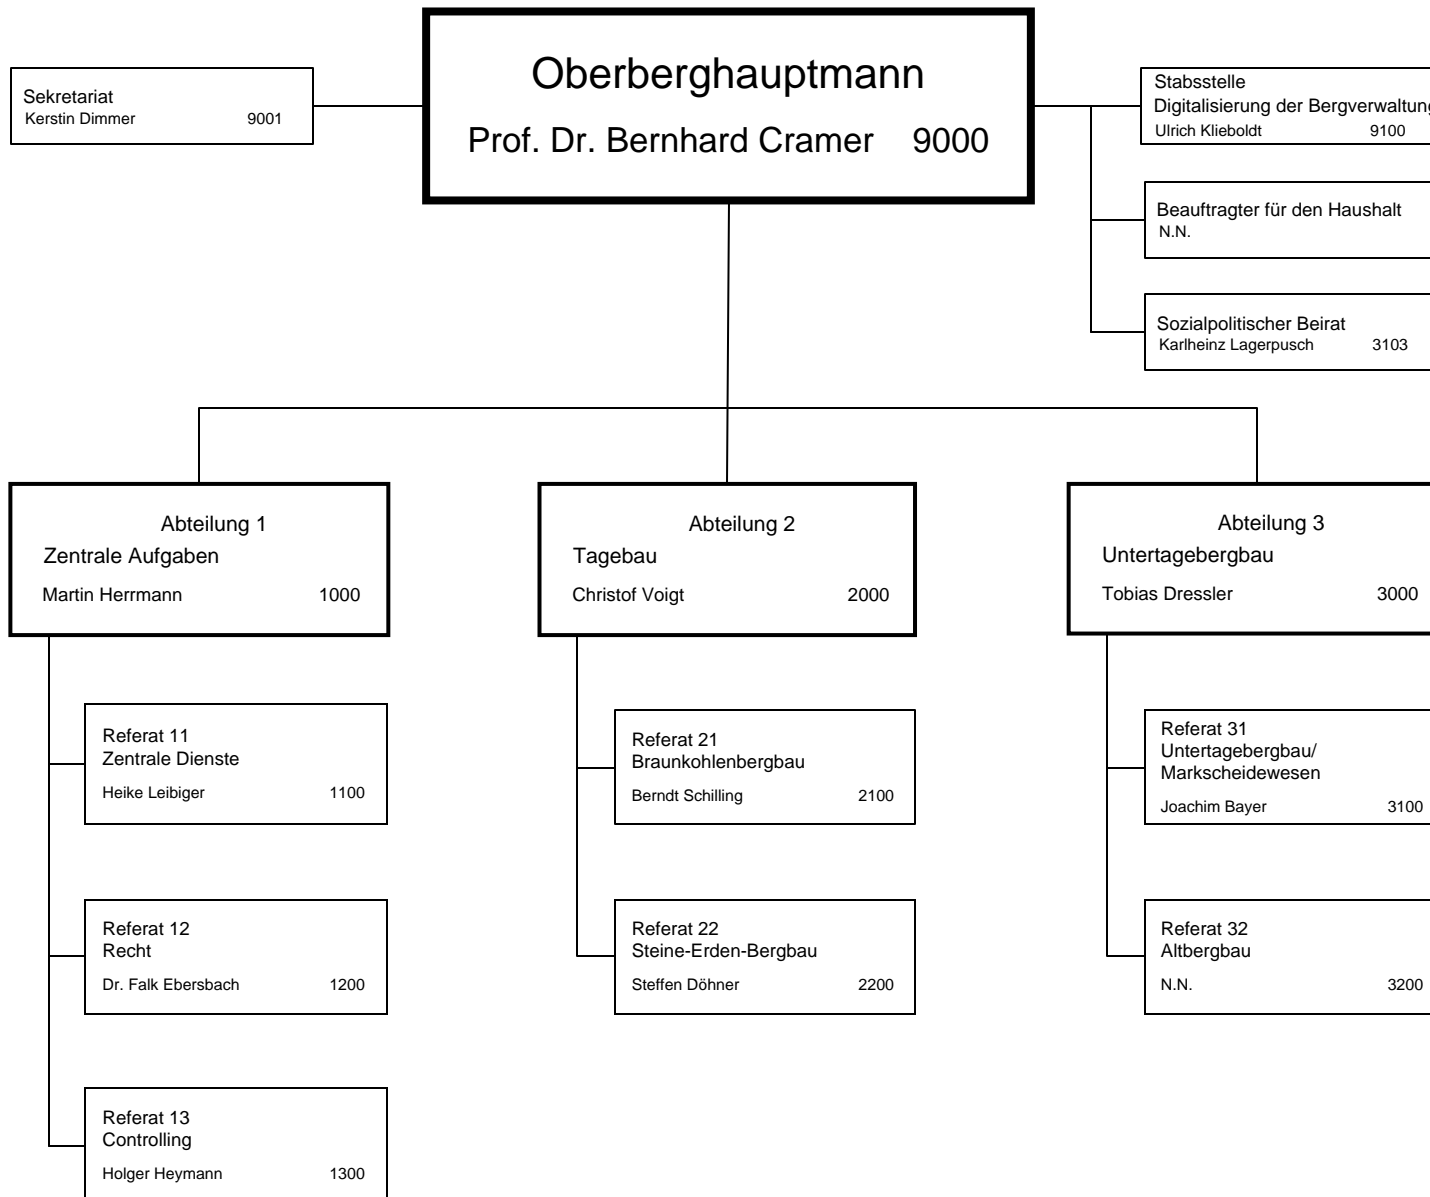 Oberberghauptmann
Prof. Dr. Bernhard Cramer 9000
Sekretariat
Kerstin Dimmer 9001
Stabsstelle
Digitalisierung der Bergverwaltung
Ulrich Klieboldt 9100
Beauftragter für den Haushalt
N.N.
Sozialpolitischer Beirat
Karlheinz Lagerpusch 3103
Abteilung 1
Zentrale Aufgaben
Martin Herrmann 1000
Referat 11
Zentrale Dienste
Heike Leibiger 1100
Referat 12
Recht
Dr. Falk Ebersbach 1200
Referat 13
Controlling
Holger Heymann 1300
Abteilung 2
Tagebau
Christof Voigt 2000
Referat 21
Braunkohlenbergbau
Berndt Schilling 2100
Referat 22
Steine-Erden-Bergbau
Steffen Döhner 2200
Abteilung 3
Untertagebergbau
Tobias Dressler 3000
Referat 31
Untertagebergbau/
Markscheidewesen
Joachim Bayer 3100
Referat 32
Altbergbau
N.N. 3200